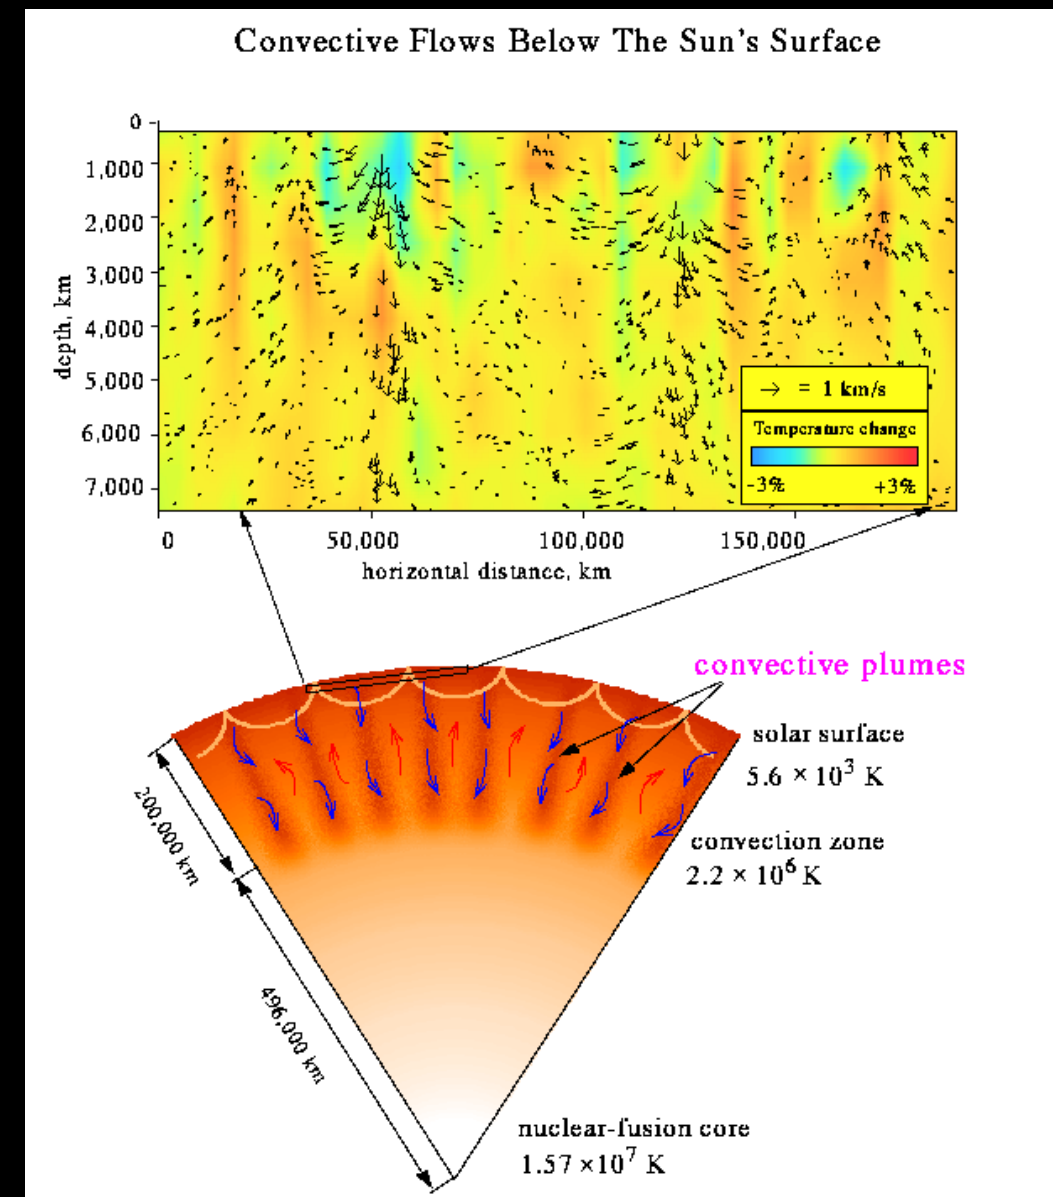 Convective Flows Below The Sun's Surface
0
1,000
2,000
3,000
4,000
5,000
6,000
7,000
depth, km
→ = 1 km/s
Temperature change
-3% +3%
0 50,000 100,000 150,000
horizontal distance, km
convective plumes
solar surface
5.6 × 10³ K
convection zone
2.2 × 10⁶ K
200,000 km
496,000 km
nuclear-fusion core
1.57 ×10⁷ K